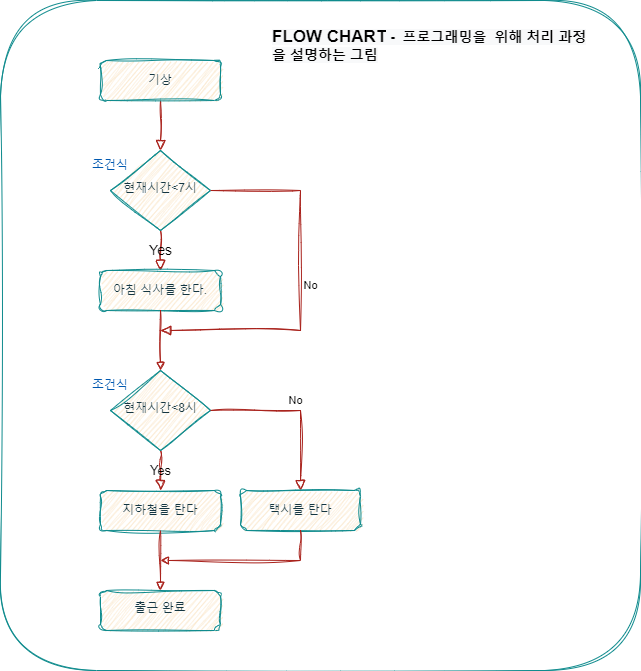 FLOW CHART - 프로그래밍을 위해 처리 과정
을 설명하는 그림
기상
조건식
현재시간<7시
Yes
No
아침 식사를 한다.
조건식
현재시간<8시
No
Yes
지하철을 탄다
택시를 탄다
출근 완료